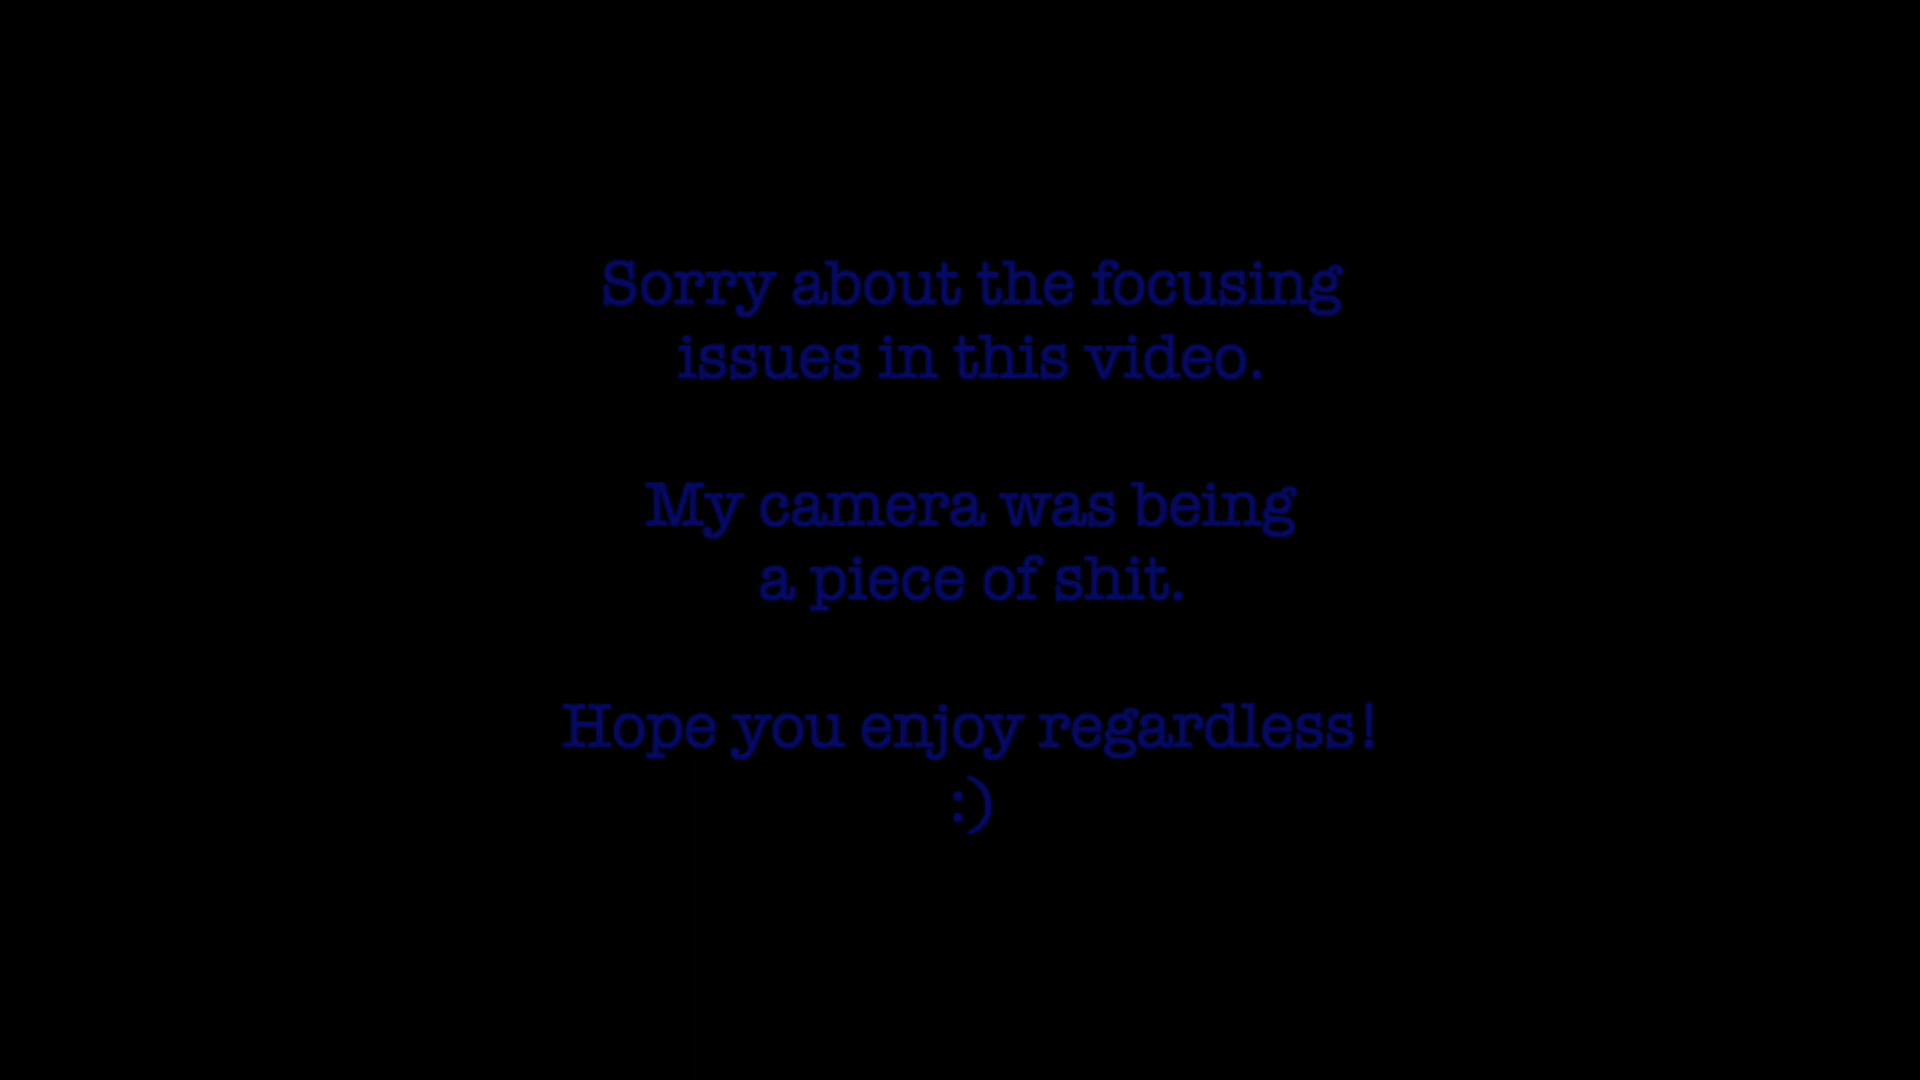 Sorry about the focusing
issues in this video.
My camera was being
a piece of shit.
Hope you enjoy regardless!
:)